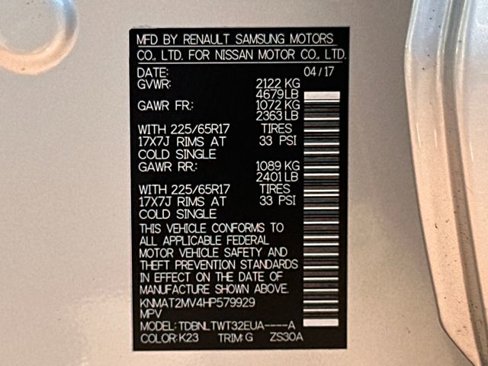 MFD BY RENAULT SAMSUNG MOTORS
CO., LTD. FOR NISSAN MOTOR CO., LTD.
DATE: 04/17
GVWR: 2122 KG
4679LB
GAWR FR: 1072 KG
2363LB
WITH 225/65R17 TIRES
17X7J RIMS AT 33 PSI
COLD SINGLE
GAWR RR: 1089 KG
2401LB
WITH 225/65R17 TIRES
17X7J RIMS AT 33 PSI
COLD SINGLE
THIS VEHICLE CONFORMS TO
ALL APPLICABLE FEDERAL
MOTOR VEHICLE SAFETY AND
THEFT PREVENTION STANDARDS
IN EFFECT ON THE DATE OF
MANUFACTURE SHOWN ABOVE.
KNMAT2MV4HP579929
MPV
MODEL: TDBNLTWT32EUA----A
COLOR: K23 TRIM: G ZS30A